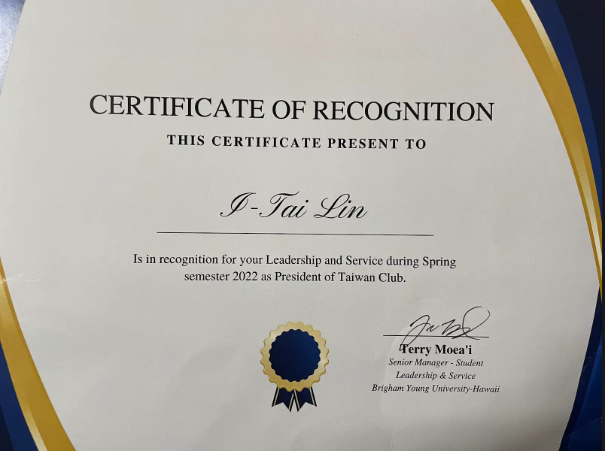 CERTIFICATE OF RECOGNITION
THIS CERTIFICATE PRESENT TO
I-Tai Lin
Is in recognition for your Leadership and Service during Spring
semester 2022 as President of Taiwan Club.
Terry Moea'i
Senior Manager - Student
Leadership & Service
Brigham Young University-Hawaii